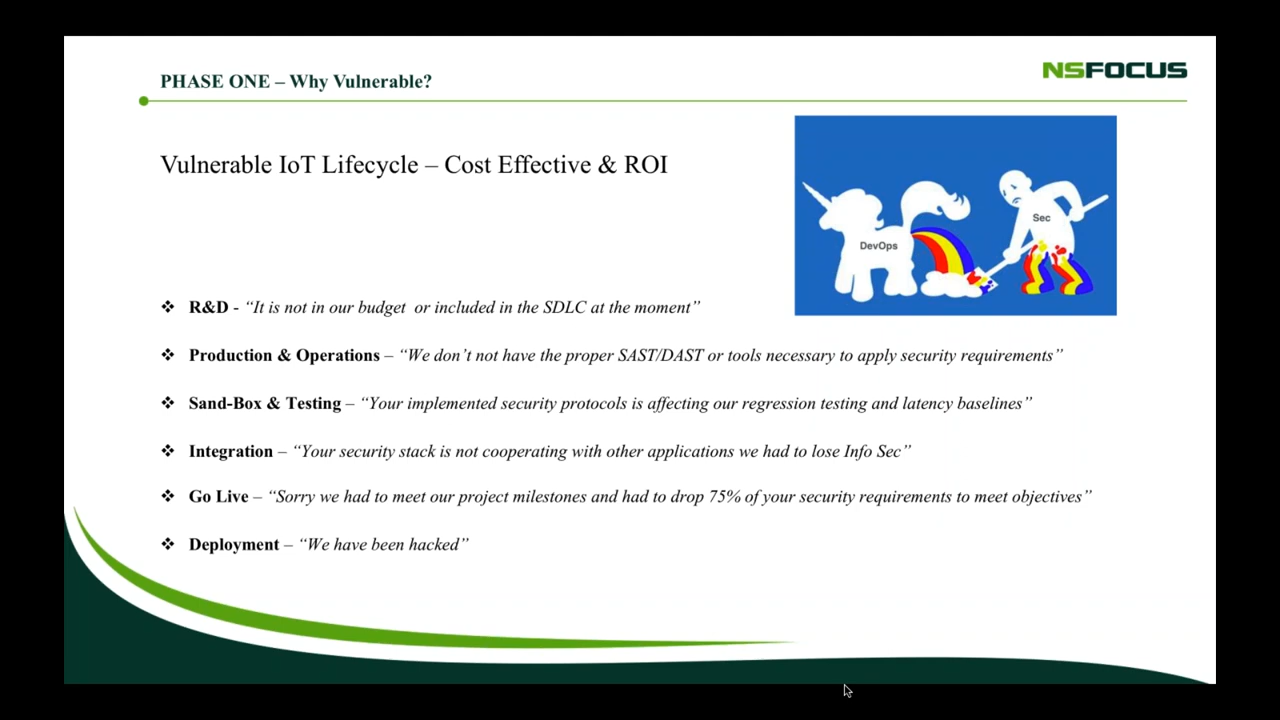 PHASE ONE – Why Vulnerable?
NSFOCUS
Vulnerable IoT Lifecycle – Cost Effective & ROI
DevOps
Sec
❖ R&D - “It is not in our budget or included in the SDLC at the moment”
❖ Production & Operations – “We don’t not have the proper SAST/DAST or tools necessary to apply security requirements”
❖ Sand-Box & Testing – “Your implemented security protocols is affecting our regression testing and latency baselines”
❖ Integration – “Your security stack is not cooperating with other applications we had to lose Info Sec”
❖ Go Live – “Sorry we had to meet our project milestones and had to drop 75% of your security requirements to meet objectives”
❖ Deployment – “We have been hacked”